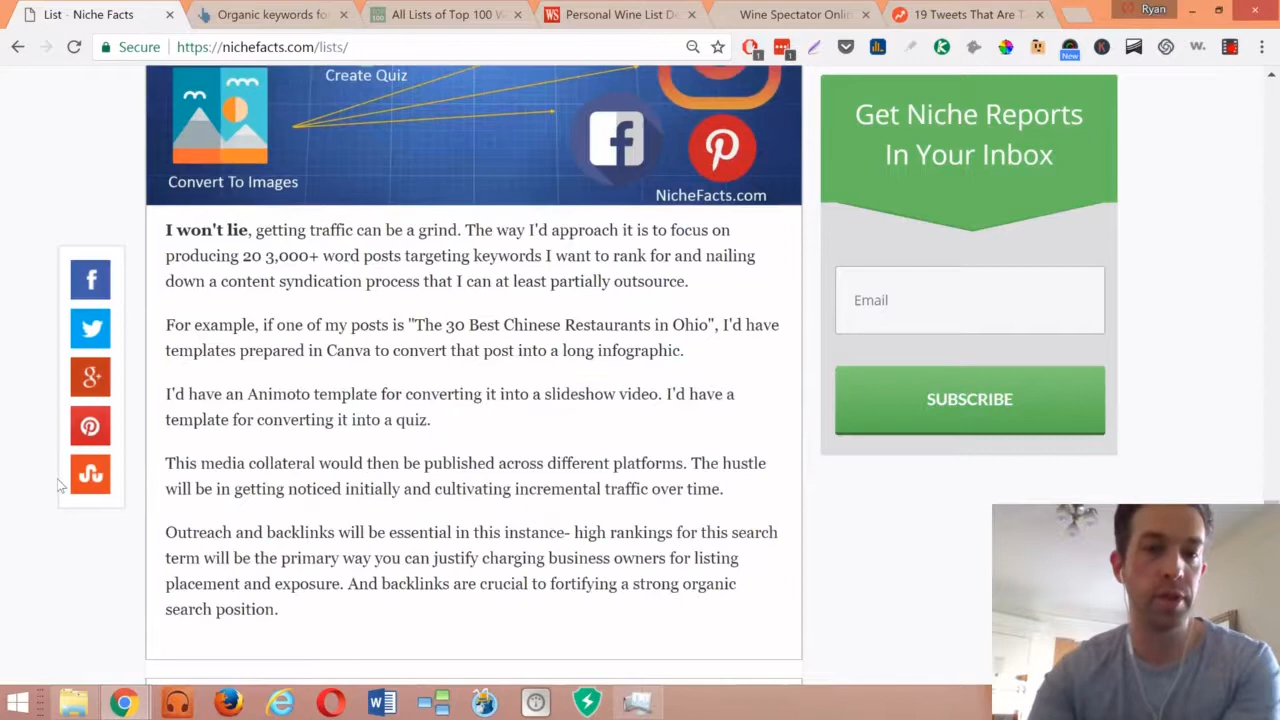 List - Niche Facts
Organic keywords fo
All Lists of Top 100 W
Personal Wine List De
Wine Spectator Onlin
19 Tweets That Are T
Ryan
Secure
https://nichefacts.com/lists/
1
1
New
w.
Create Quiz
Convert To Images
NicheFacts.com
I won't lie, getting traffic can be a grind. The way I'd approach it is to focus on
producing 20 3,000+ word posts targeting keywords I want to rank for and nailing
down a content syndication process that I can at least partially outsource.
For example, if one of my posts is "The 30 Best Chinese Restaurants in Ohio", I'd have
templates prepared in Canva to convert that post into a long infographic.
I'd have an Animoto template for converting it into a slideshow video. I'd have a
template for converting it into a quiz.
This media collateral would then be published across different platforms. The hustle
will be in getting noticed initially and cultivating incremental traffic over time.
Outreach and backlinks will be essential in this instance- high rankings for this search
term will be the primary way you can justify charging business owners for listing
placement and exposure. And backlinks are crucial to fortifying a strong organic
search position.
Get Niche Reports
In Your Inbox
Email
SUBSCRIBE